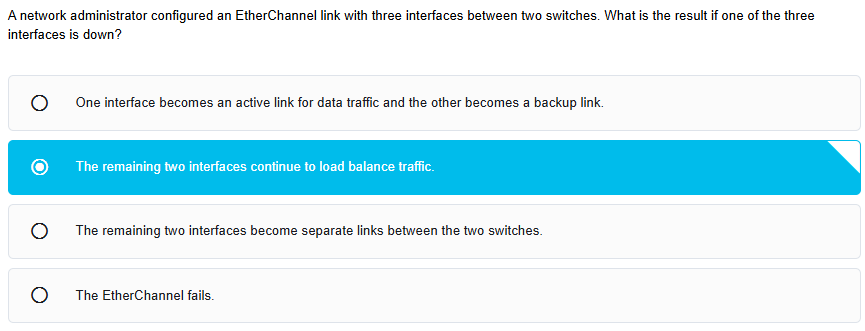 A network administrator configured an EtherChannel link with three interfaces between two switches. What is the result if one of the three
interfaces is down?
One interface becomes an active link for data traffic and the other becomes a backup link.
The remaining two interfaces continue to load balance traffic.
The remaining two interfaces become separate links between the two switches.
The EtherChannel fails.